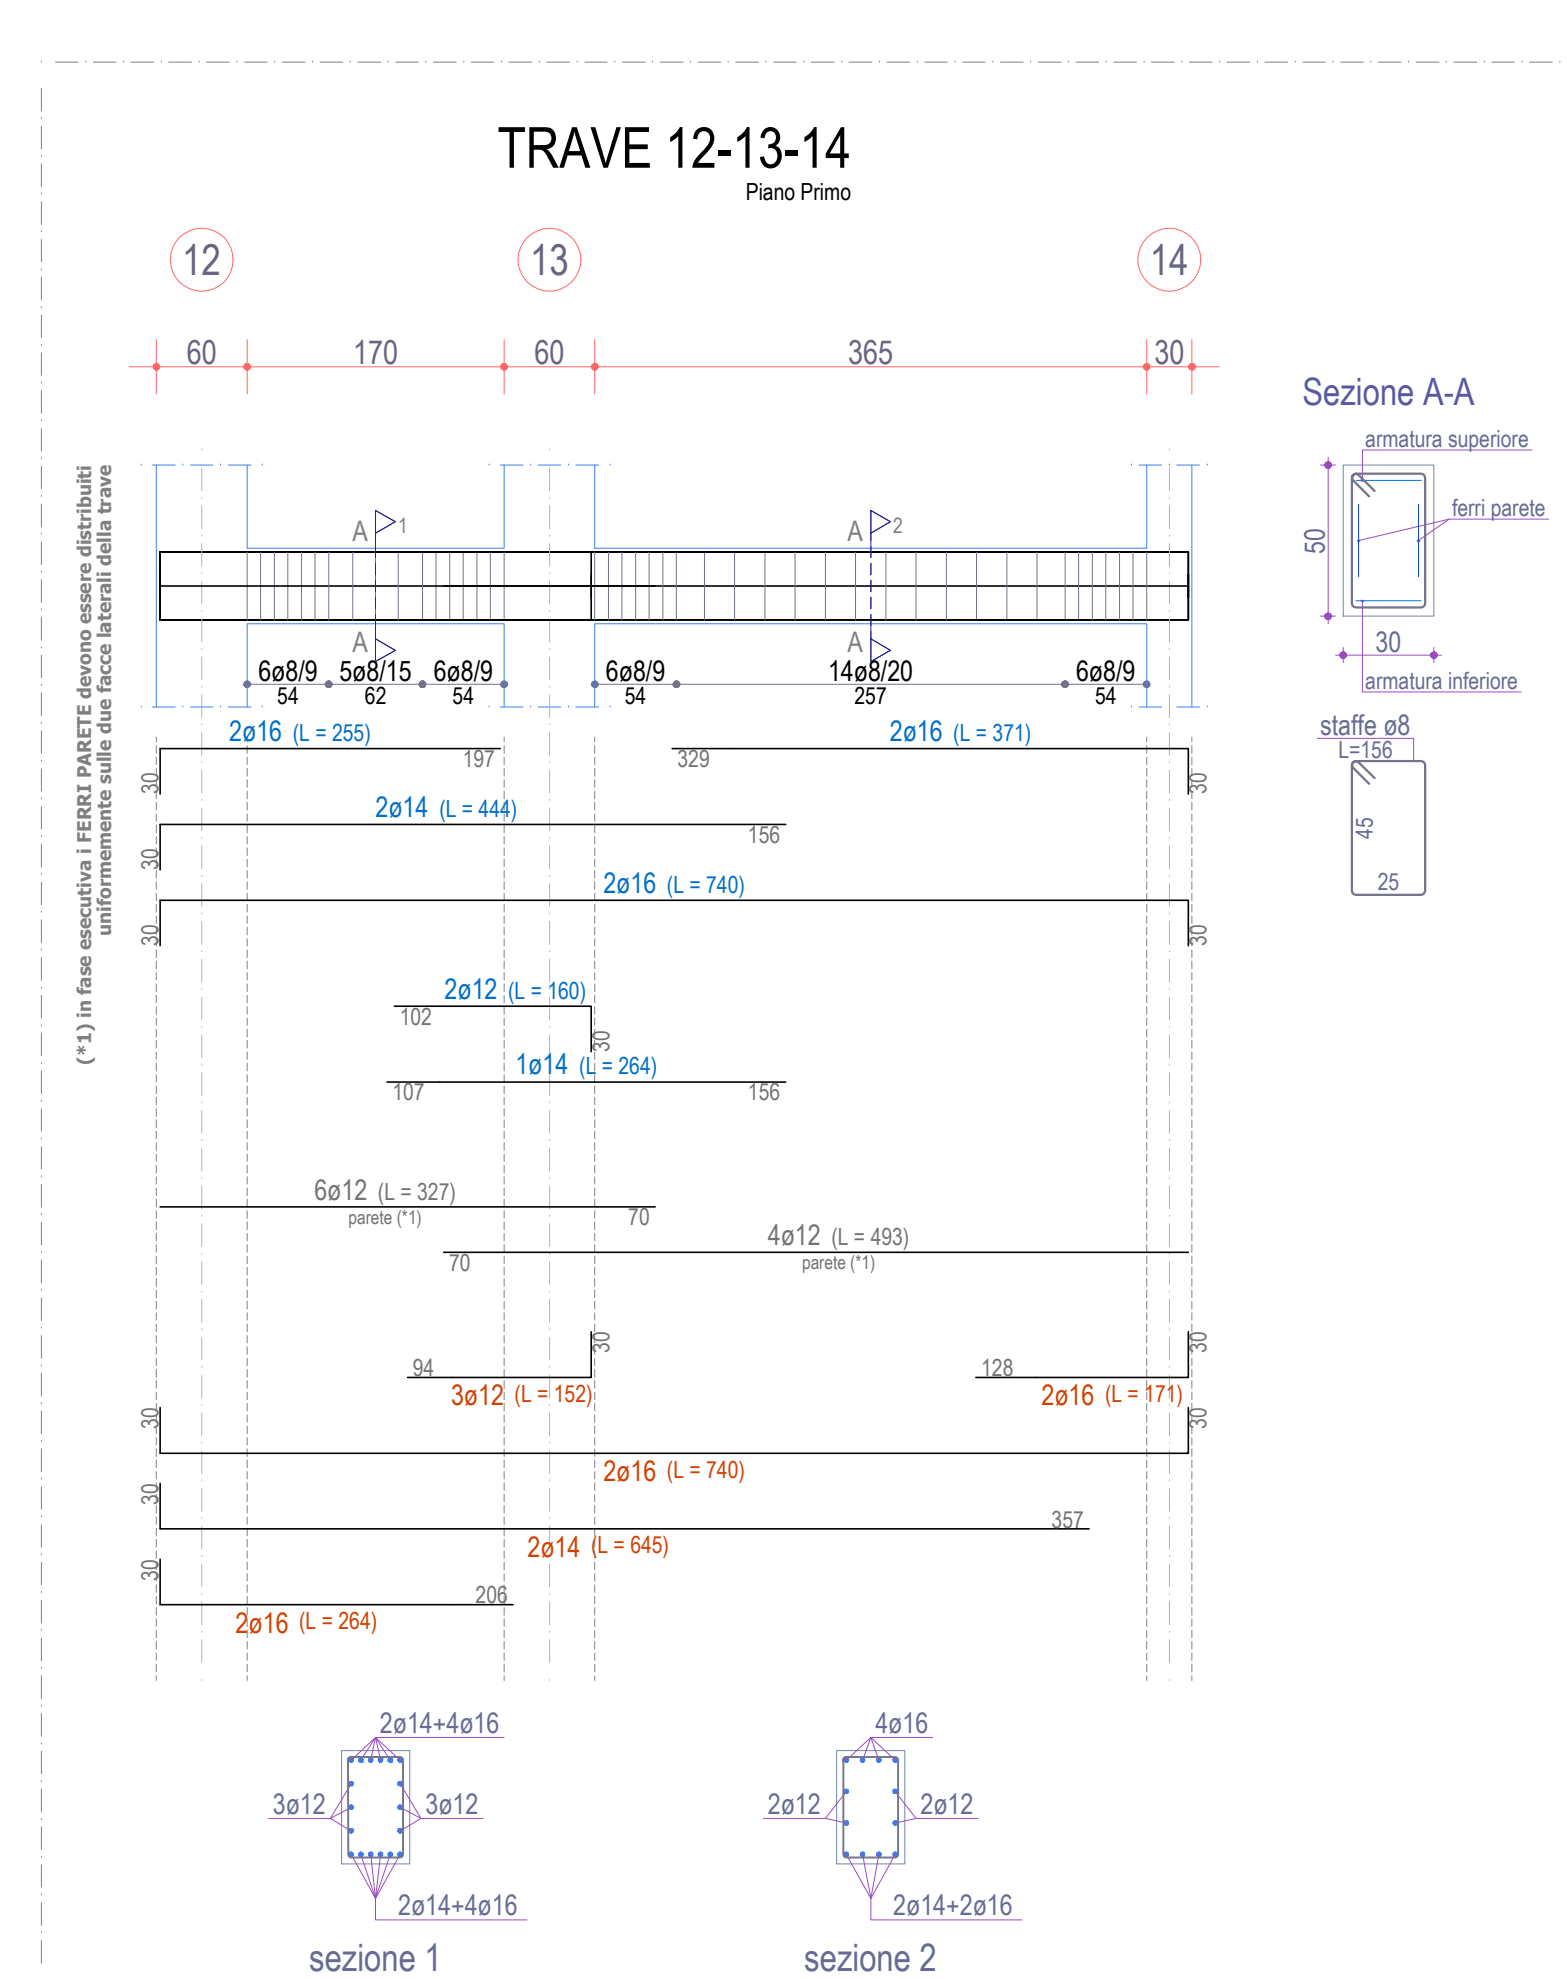 TRAVE 12-13-14
Piano Primo
12 13 14
60 170 60 365 30
(*1) in fase esecutiva i FERRI PARETE devono essere distribuiti
uniformemente sulle due facce laterali della trave
A 1 A 2
A A
6ø8/9 5ø8/15 6ø8/9 6ø8/9 14ø8/20 6ø8/9
54 62 54 54 257 54
2ø16 (L = 255) 2ø16 (L = 371)
30 197 329 30
2ø14 (L = 444)
30 156
2ø16 (L = 740)
30 30
2ø12 (L = 160)
102 30
1ø14 (L = 264)
107 156
6ø12 (L = 327)
parete (*1) 70
4ø12 (L = 493)
70 parete (*1)
94 30 128 30
3ø12 (L = 152) 2ø16 (L = 171)
30 30
2ø16 (L = 740)
30 357
2ø14 (L = 645)
30 206
2ø16 (L = 264)
2ø14+4ø16
3ø12 3ø12
2ø14+4ø16
sezione 1
4ø16
2ø12 2ø12
2ø14+2ø16
sezione 2
Sezione A-A
armatura superiore
ferri parete
50
30
armatura inferiore
staffe ø8
L=156
45
25